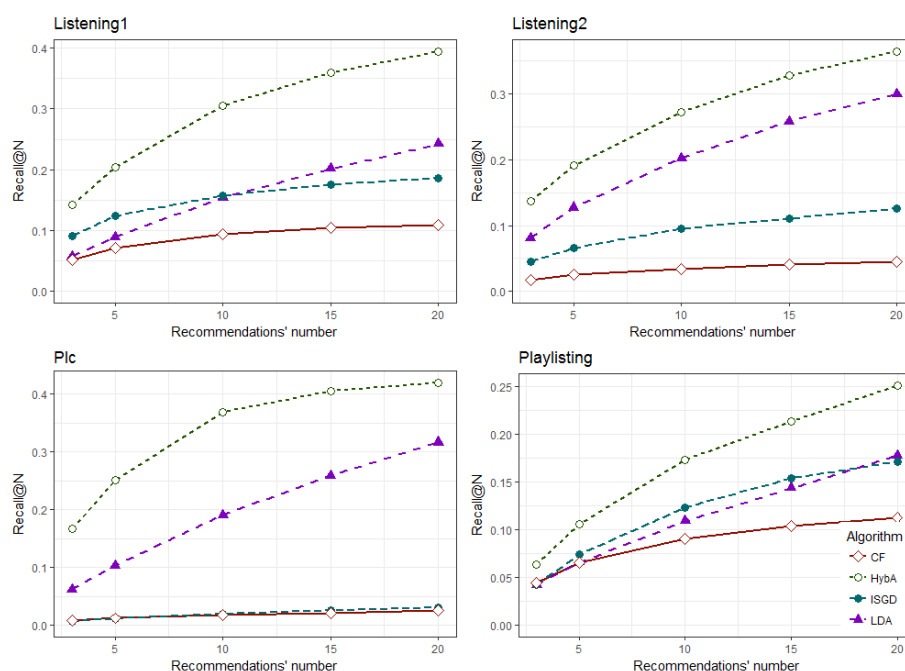 Listening1
Recall@N
0.4
0.3
0.2
0.1
0.0
5 10 15 20
Recommendations' number
Listening2
Recall@N
0.3
0.2
0.1
0.0
5 10 15 20
Recommendations' number
Plc
Recall@N
0.4
0.3
0.2
0.1
0.0
5 10 15 20
Recommendations' number
Playlisting
Recall@N
0.25
0.20
0.15
0.10
0.05
0.00
5 10 15 20
Recommendations' number
Algorithm
CF
HybA
ISGD
LDA